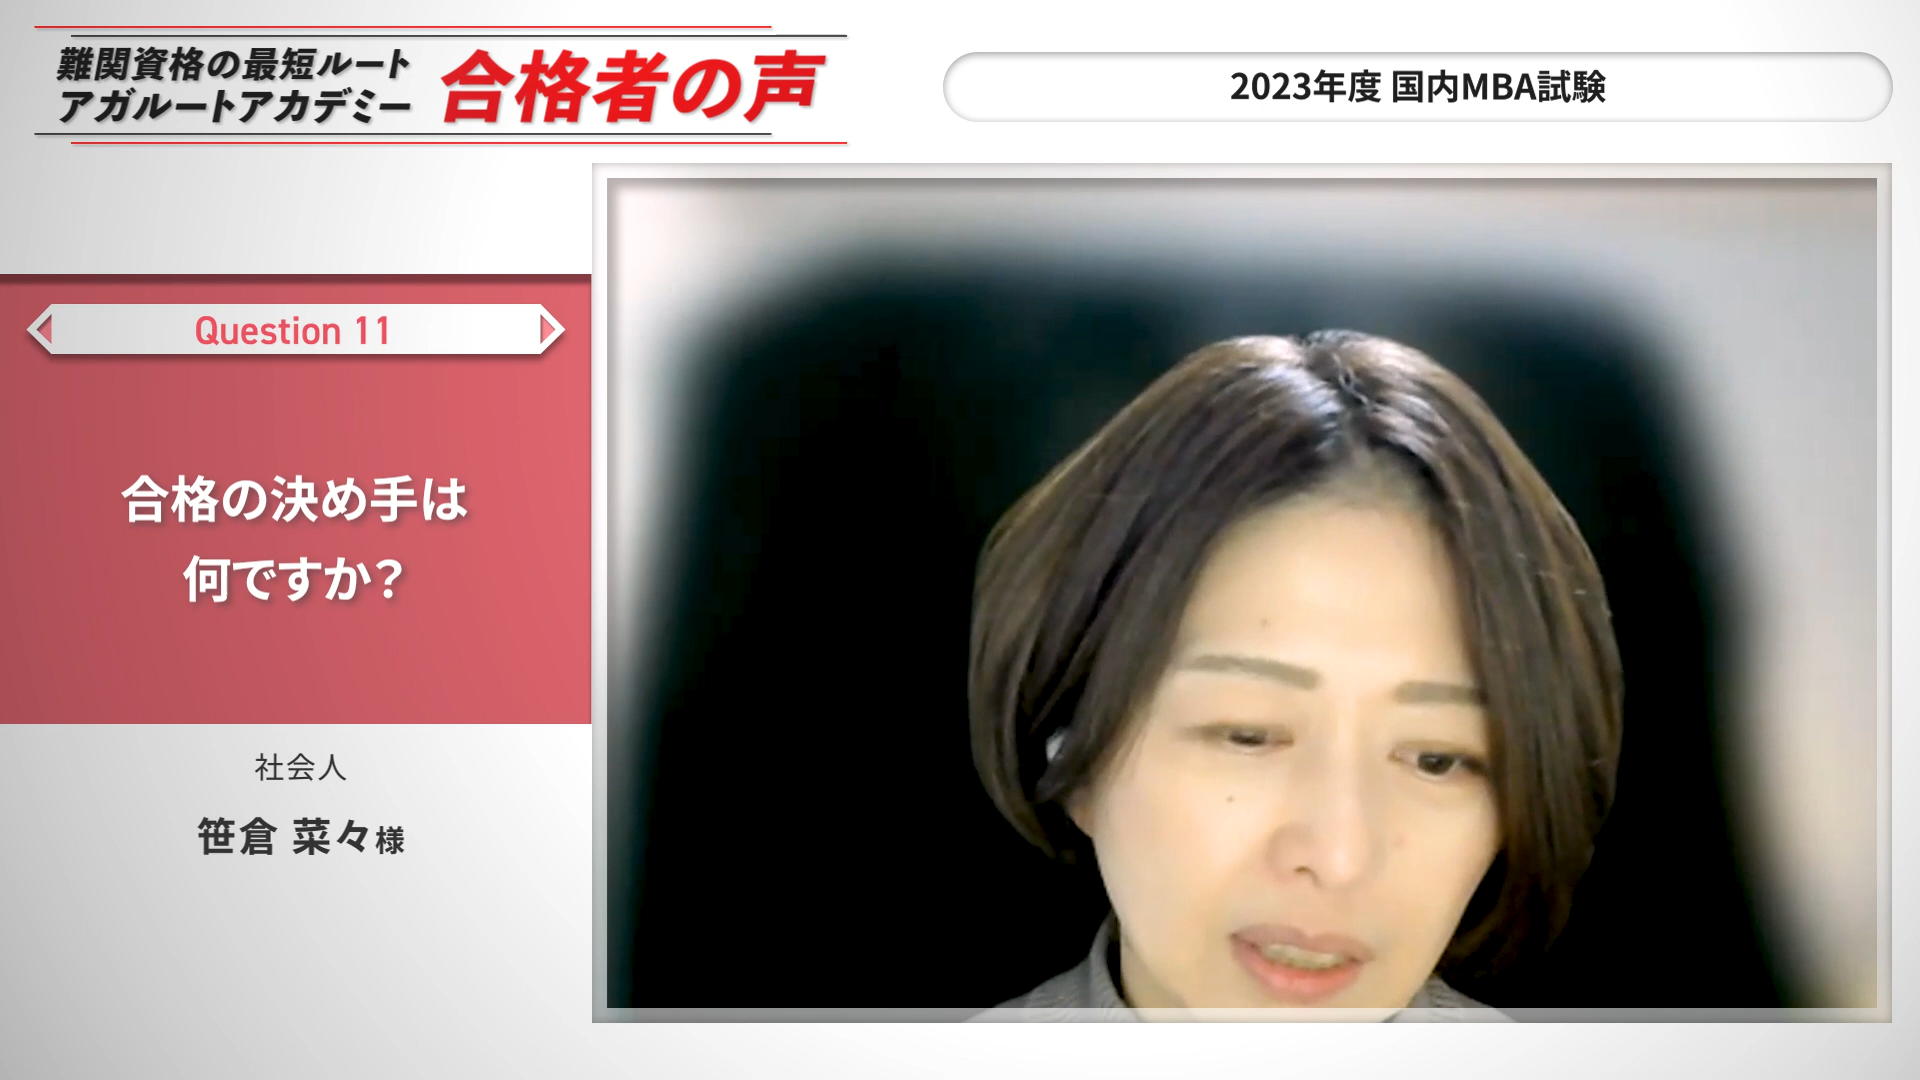 難関資格の最短ルート
アガルートアカデミー
合格者の声
2023年度 国内MBA試験
Question 11
合格の決め手は
何ですか？
社会人
笹倉 菜々様